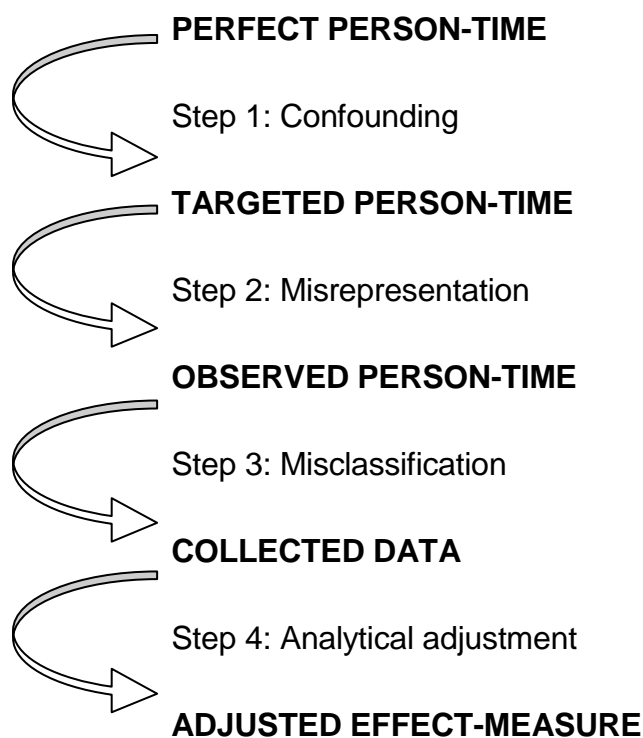 PERFECT PERSON-TIME
Step 1: Confounding
TARGETED PERSON-TIME
Step 2: Misrepresentation
OBSERVED PERSON-TIME
Step 3: Misclassification
COLLECTED DATA
Step 4: Analytical adjustment
ADJUSTED EFFECT-MEASURE